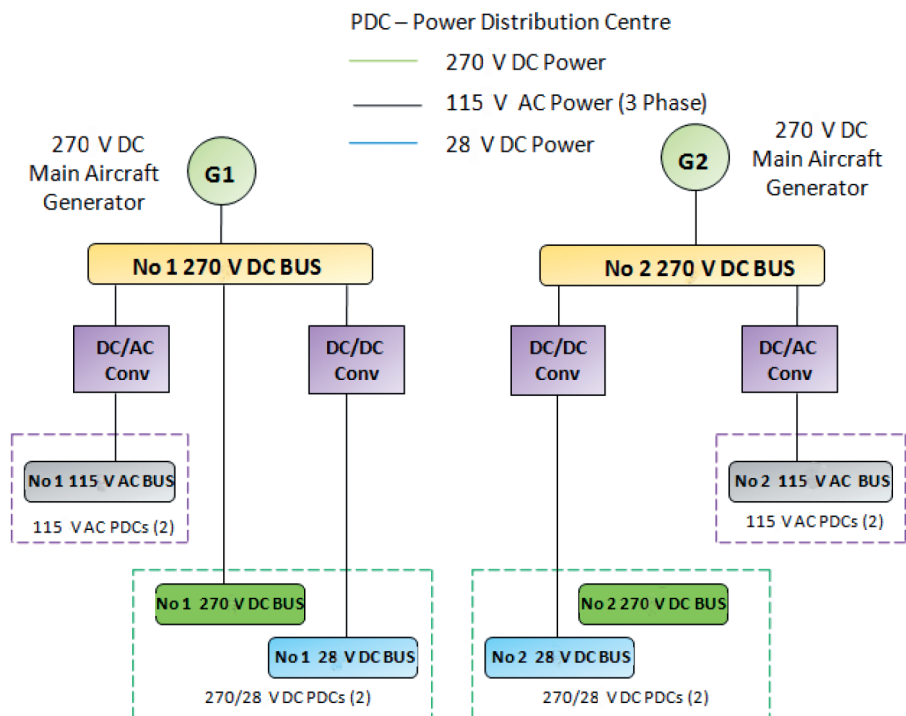 PDC – Power Distribution Centre
270 V DC Power
115 V AC Power (3 Phase)
28 V DC Power
270 V DC
Main Aircraft
Generator
G1
G2
270 V DC
Main Aircraft
Generator
No 1 270 V DC BUS
No 2 270 V DC BUS
DC/AC
Conv
DC/DC
Conv
DC/DC
Conv
DC/AC
Conv
No 1 115 V AC BUS
115 V AC PDCs (2)
No 2 115 V AC BUS
115 V AC PDCs (2)
No 1 270 V DC BUS
No 1 28 V DC BUS
270/28 V DC PDCs (2)
No 2 270 V DC BUS
No 2 28 V DC BUS
270/28 V DC PDCs (2)